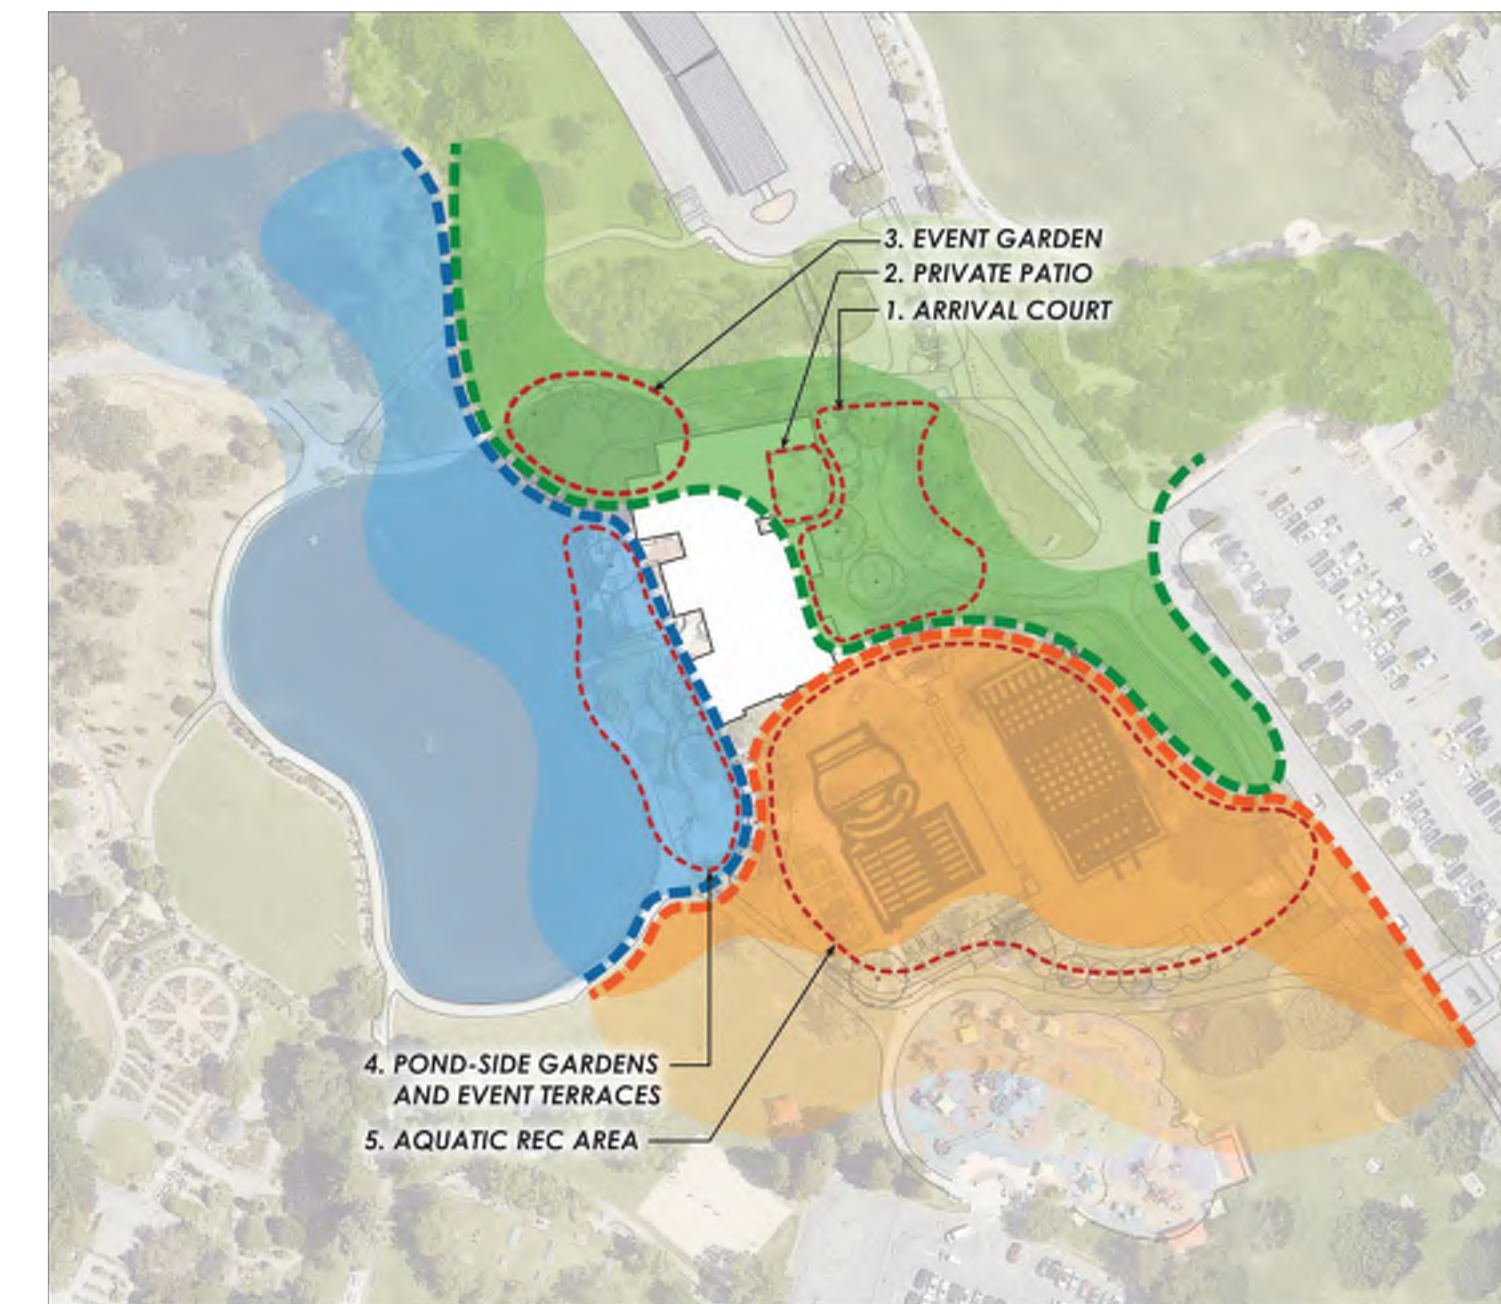 3. EVENT GARDEN
2. PRIVATE PATIO
1. ARRIVAL COURT
4. POND-SIDE GARDENS
AND EVENT TERRACES
5. AQUATIC REC AREA